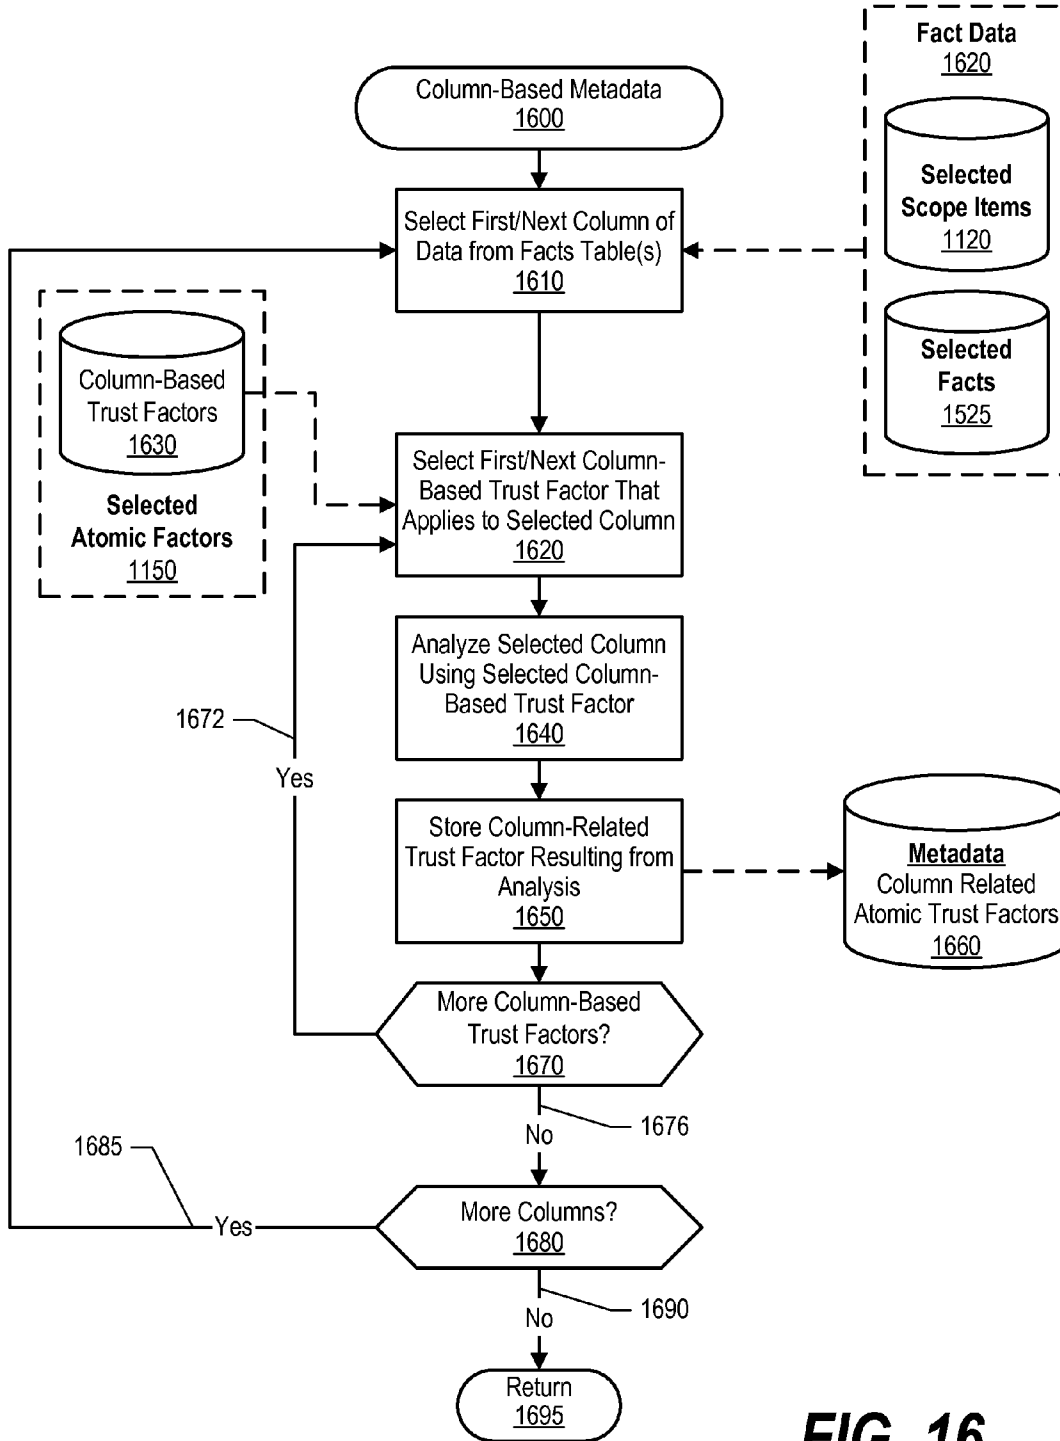 Fact Data
1620
Column-Based Metadata
1600
Selected
Scope Items
1120
Select First/Next Column of
Data from Facts Table(s)
1610
Selected
Facts
1525
Column-Based
Trust Factors
1630
Selected
Atomic Factors
1150
Select First/Next Column-
Based Trust Factor That
Applies to Selected Column
1620
Analyze Selected Column
Using Selected Column-
Based Trust Factor
1640
1672
Yes
Store Column-Related
Trust Factor Resulting from
Analysis
1650
Metadata
Column Related
Atomic Trust Factors
1660
More Column-Based
Trust Factors?
1670
1676
No
1685
Yes
More Columns?
1680
1690
No
Return
1695
FIG. 16